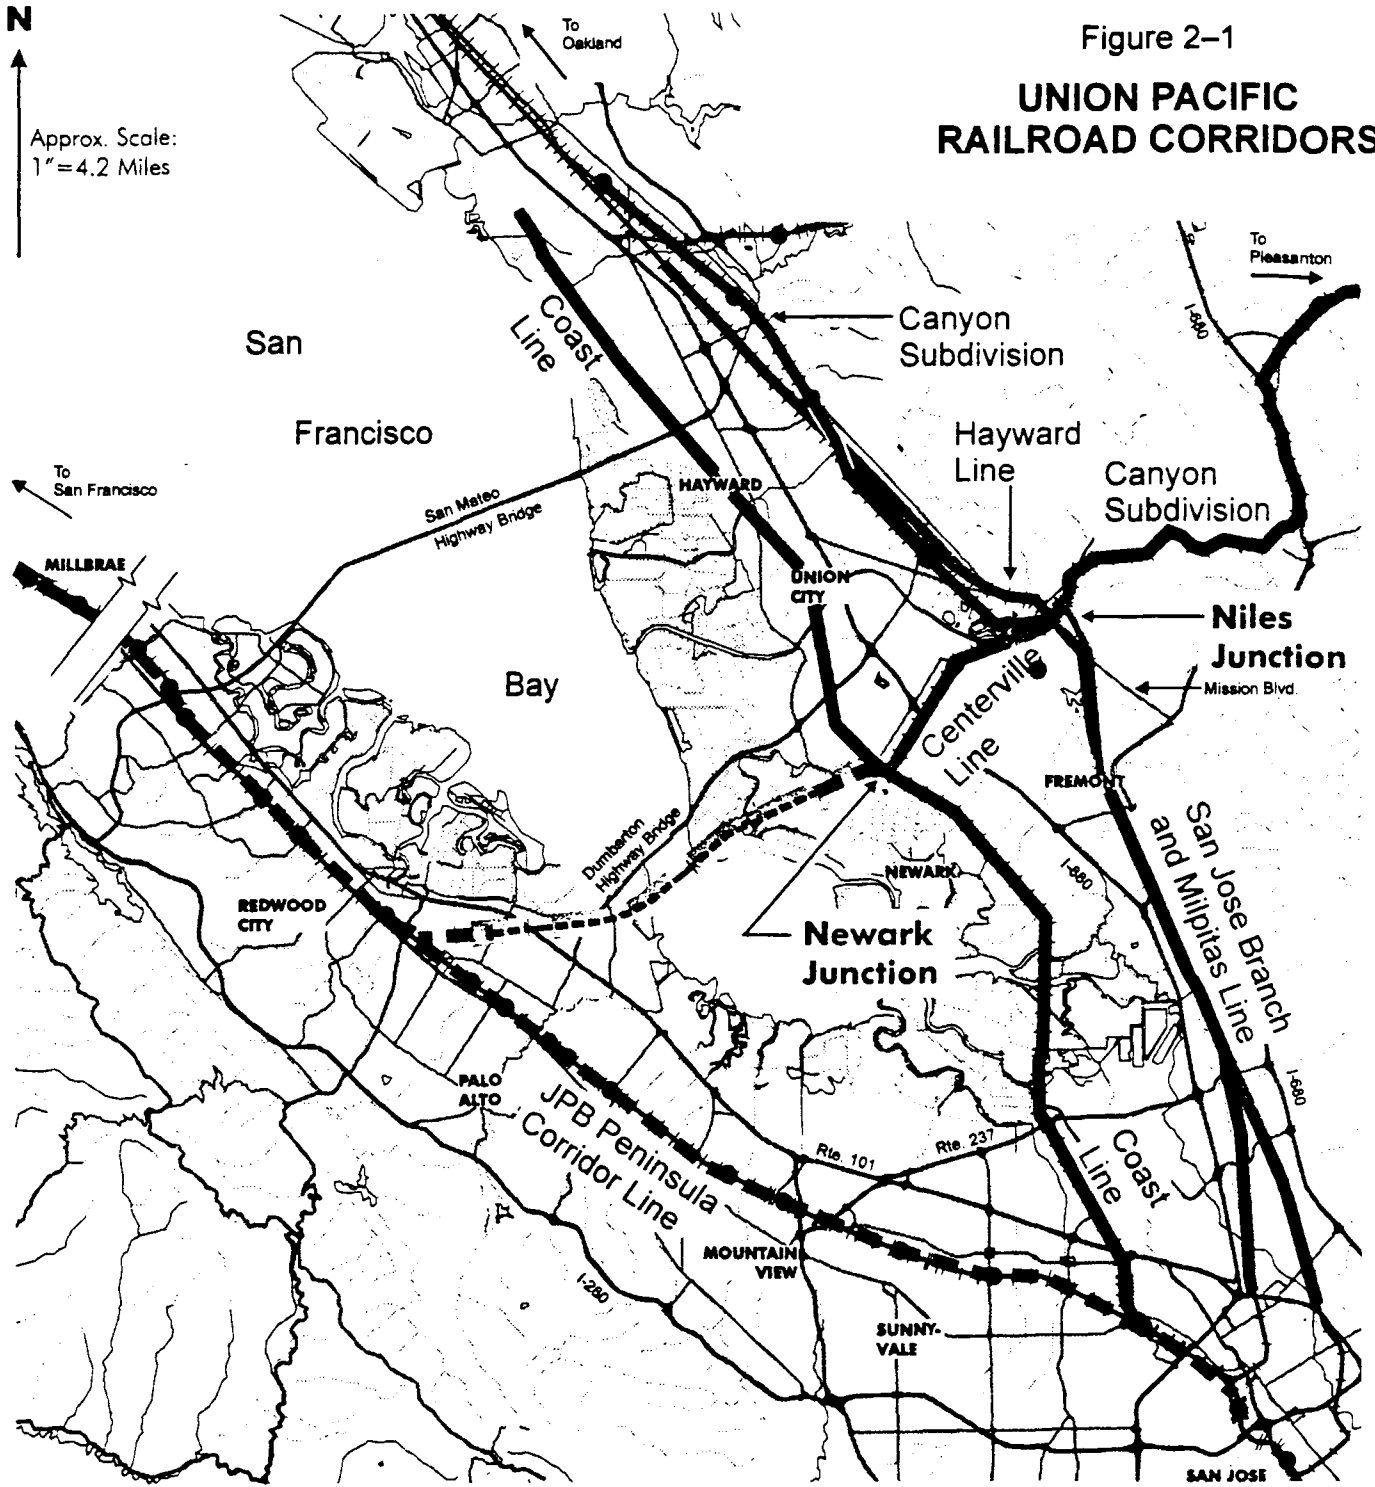 N
Approx. Scale:
1"=4.2 Miles
To
Oakland
Figure 2–1
UNION PACIFIC
RAILROAD CORRIDORS
To
Pleasanton
I-680
Coast
Line
Canyon
Subdivision
San
Francisco
Bay
Hayward
Line
Canyon
Subdivision
To
San Francisco
San Mateo
Highway Bridge
HAYWARD
MILLBRAE
UNION
CITY
Niles
Junction
Mission Blvd.
Centerville
Line
FREMONT
San Jose Branch
and Milpitas Line
Dumbarton
Highway Bridge
I-880
NEWARK
REDWOOD
CITY
Newark
Junction
PALO
ALTO
JPB Peninsula
Corridor Line
I-680
Rte. 101
Rte. 237
Coast
Line
MOUNTAIN
VIEW
I-280
SUNNY-
VALE
SAN JOSE